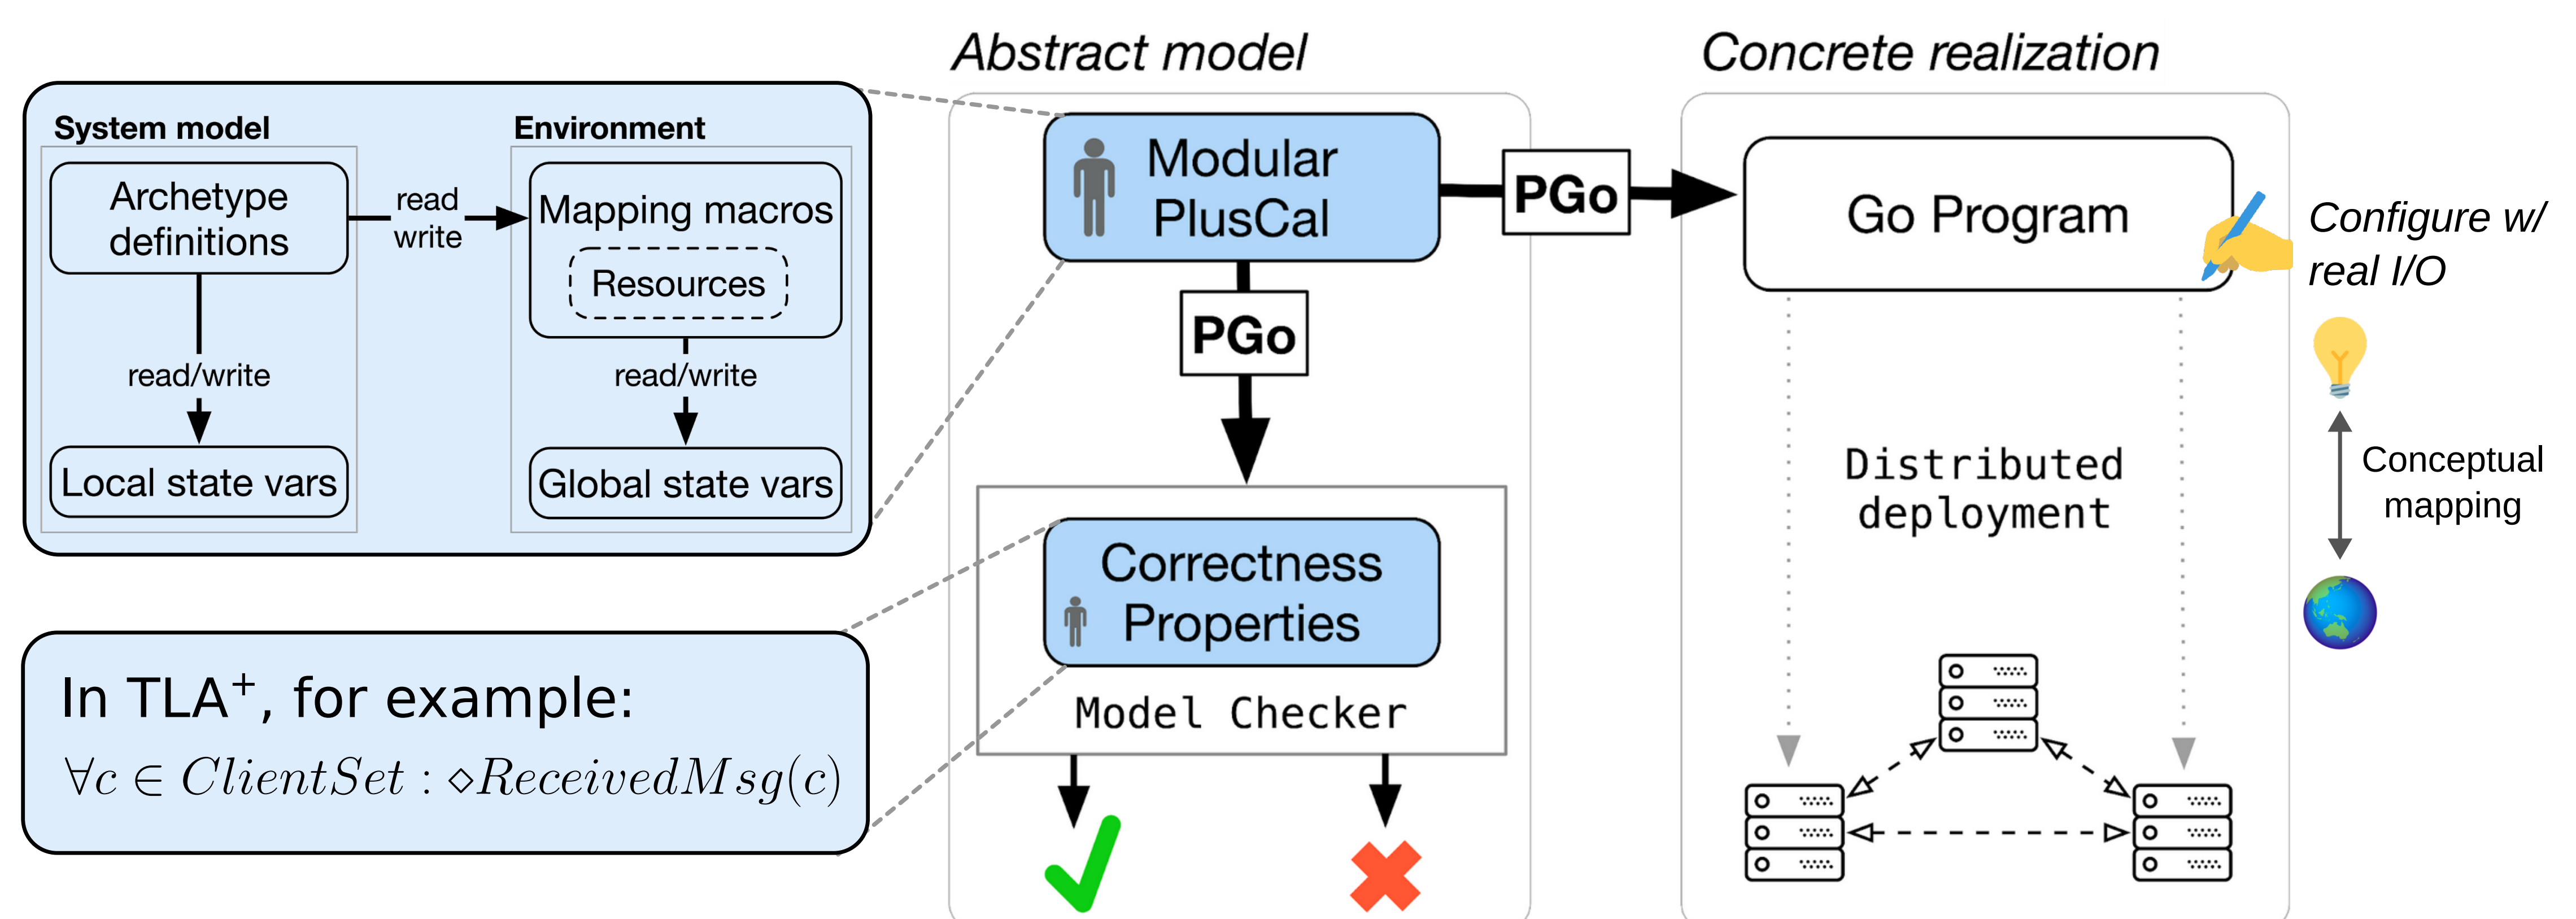 Abstract model
Concrete realization
System model
Environment
Archetype
definitions
read
write
Mapping macros
Resources
read/write
read/write
Local state vars
Global state vars
In TLA⁺, for example:
∀c ∈ ClientSet : ⋄ReceivedMsg(c)
Modular
PlusCal
PGo
PGo
Correctness
Properties
Model Checker
Go Program
Configure w/
real I/O
Distributed
deployment
Conceptual
mapping